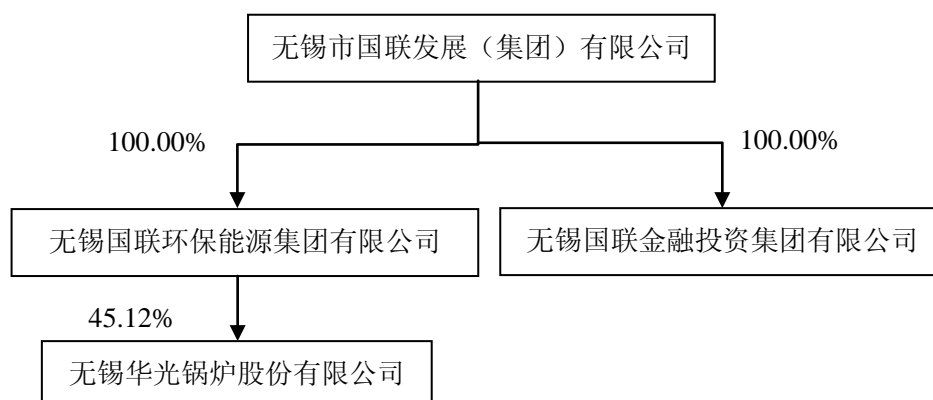 无锡市国联发展（集团）有限公司
100.00%
100.00%
无锡国联环保能源集团有限公司
无锡国联金融投资集团有限公司
45.12%
无锡华光锅炉股份有限公司